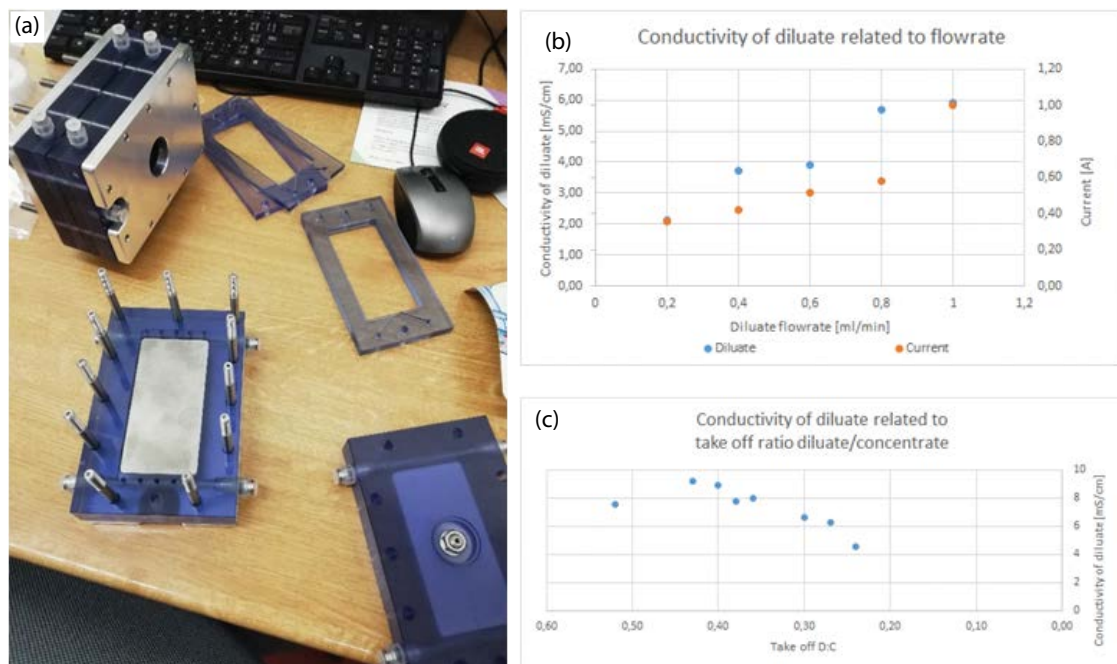 (a)
JBL
(b)
Conductivity of diluate related to flowrate
Conductivity of diluate [mS/cm]
7,00
6,00
5,00
4,00
3,00
2,00
1,00
0,00
1,20
1,00
0,80
0,60
0,40
0,20
0,00
Current [A]
0
0,2
0,4
0,6
0,8
1
1,2
Diluate flowrate [ml/min]
Diluate
Current
(c)
Conductivity of diluate related to
take off ratio diluate/concentrate
10
8
6
4
2
0
Conductivity of diluate [mS/cm]
0,60
0,50
0,40
0,30
0,20
0,10
0,00
Take off D:C